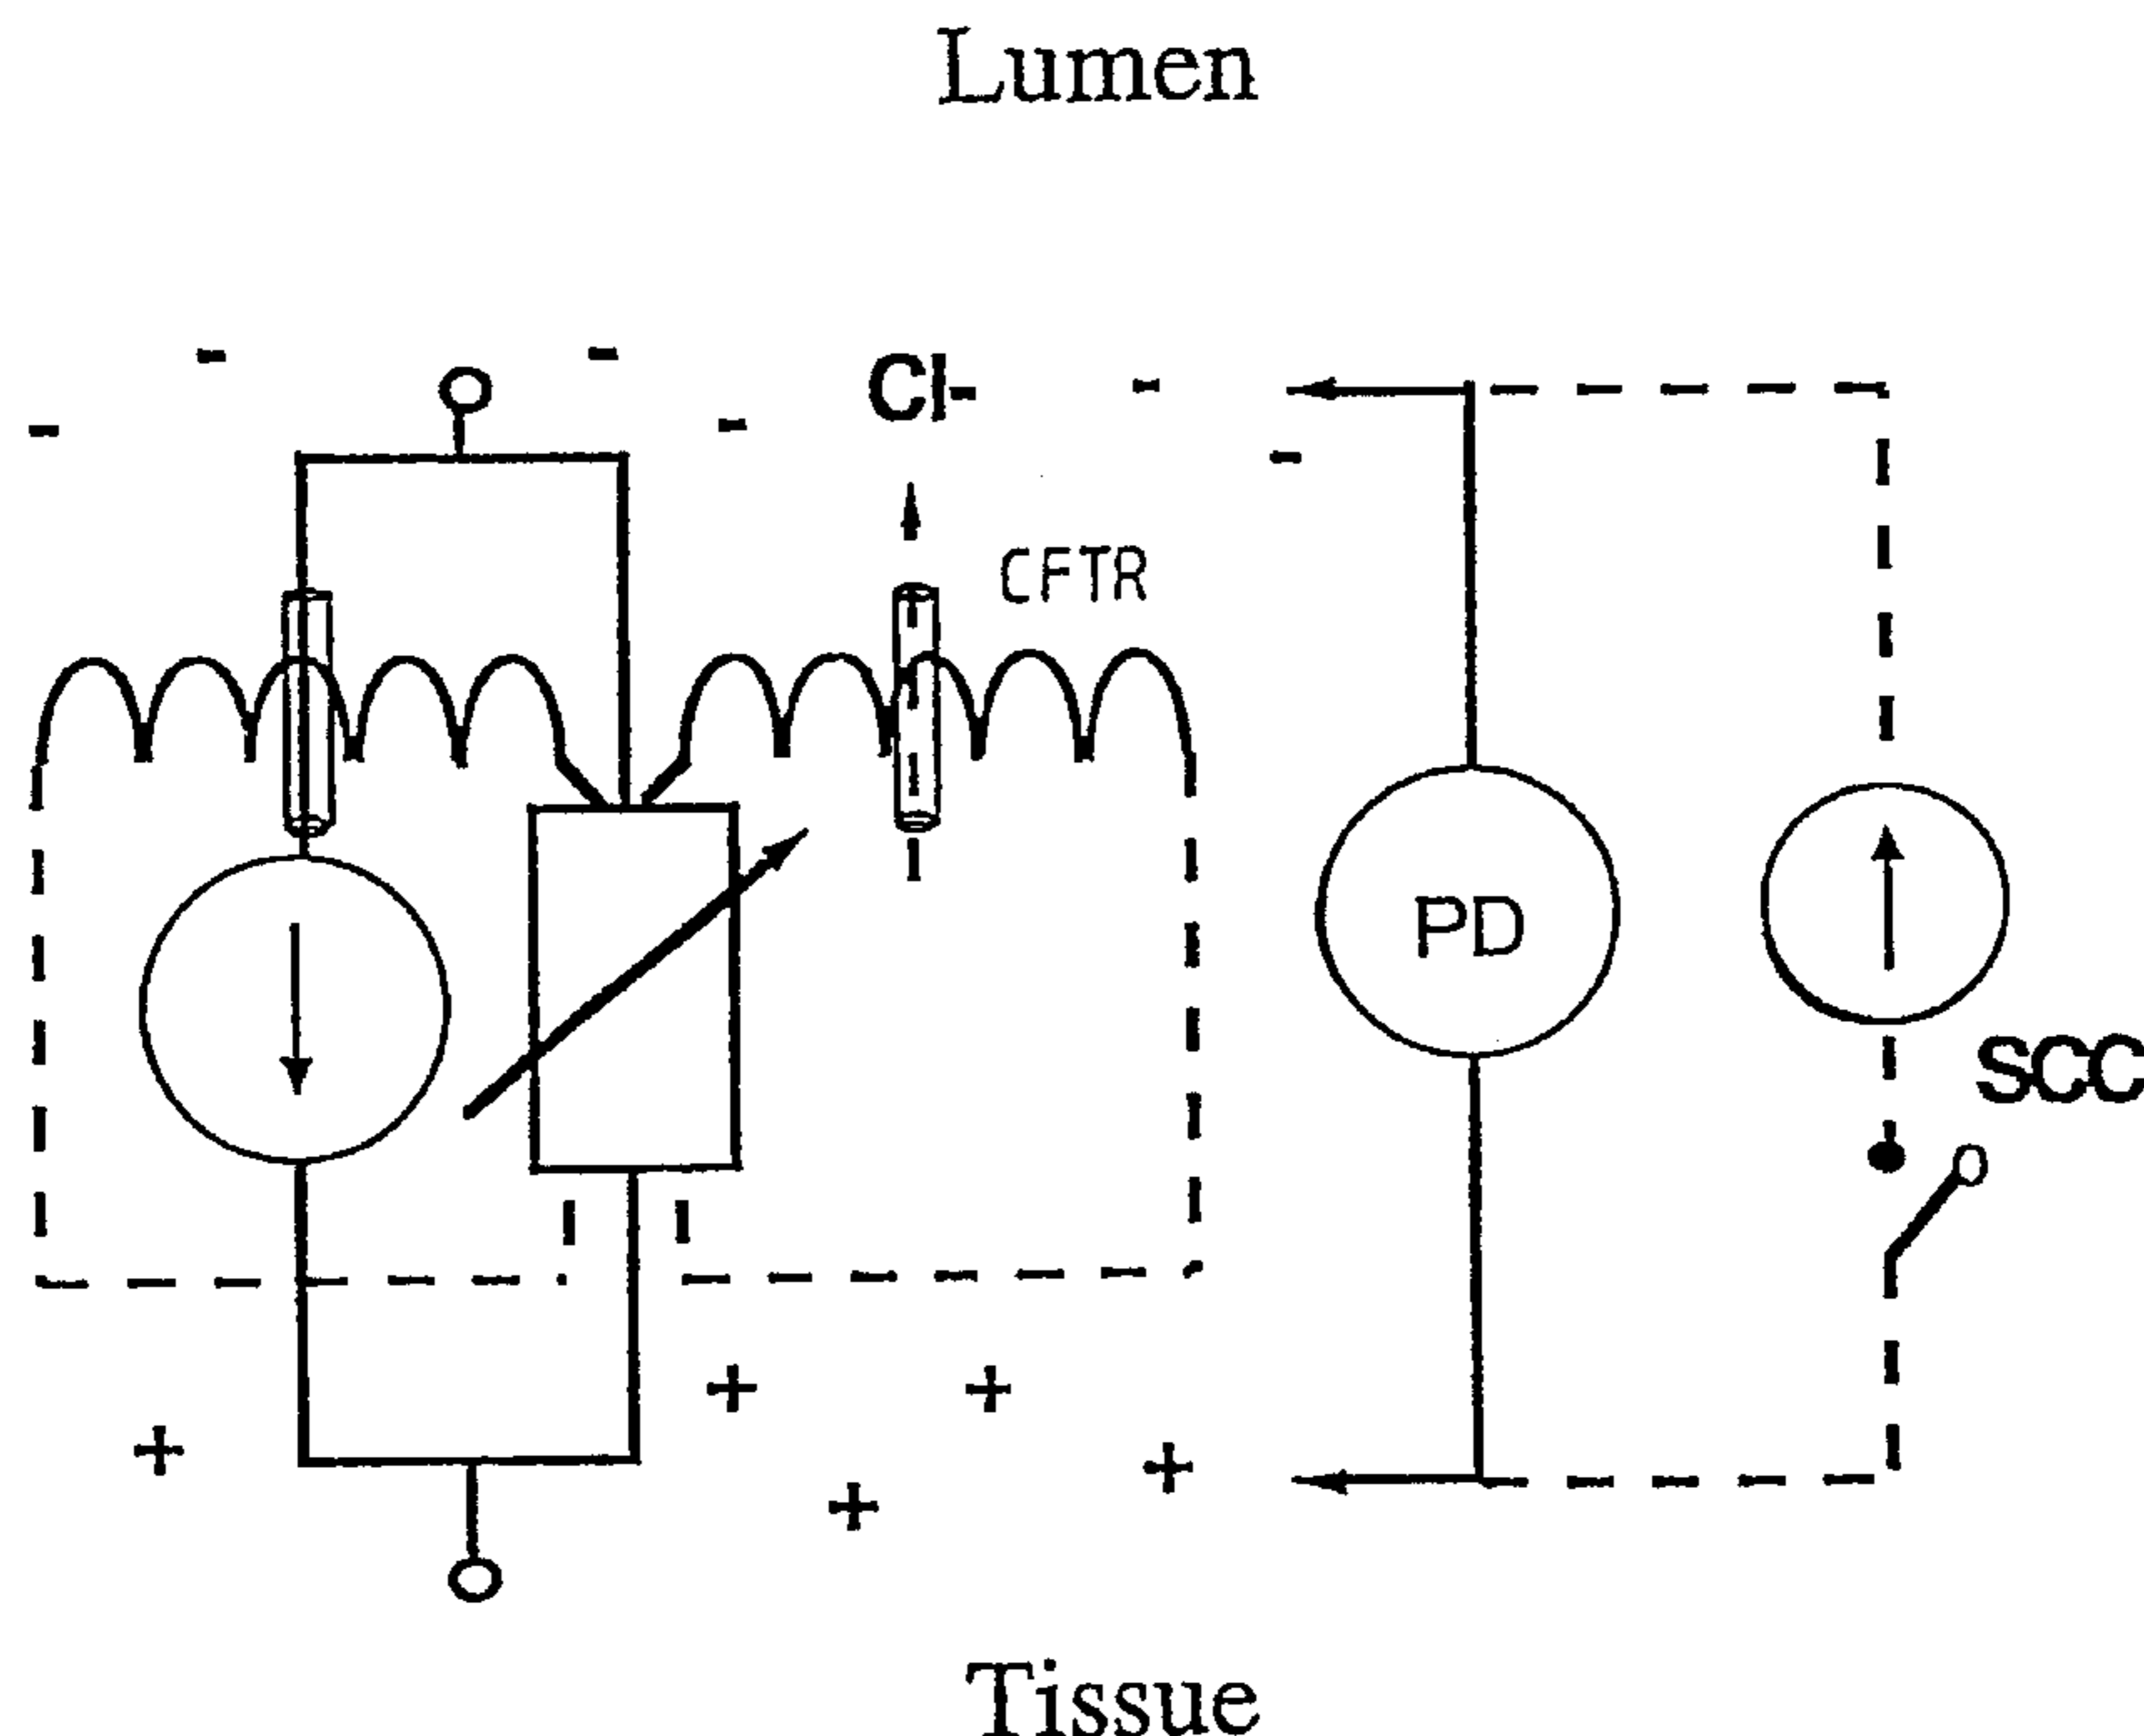 Lumen
Cl-
CFTR
PD
SCC
Tissue